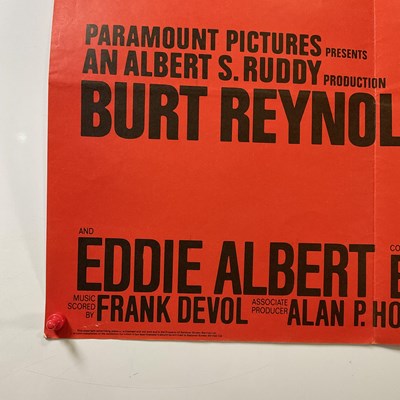 PARAMOUNT PICTURES PRESENTS
AN ALBERT S. RUDDY PRODUCTION
BURT REYNOL
AND
EDDIE ALBERT CO
MUSIC SCORED BY FRANK DEVOL ASSOCIATE PRODUCER ALAN P. HO